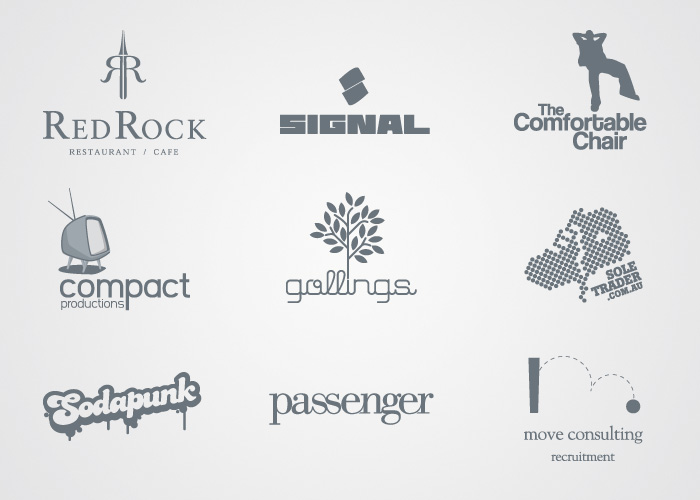 RR
REDROCK
RESTAURANT / CAFE
SIGNAL
The
Comfortable
Chair
compact
productions
gollings
SOLE
TRADER
.COM.AU
Sodapunk
passenger
m
move consulting
recruitment